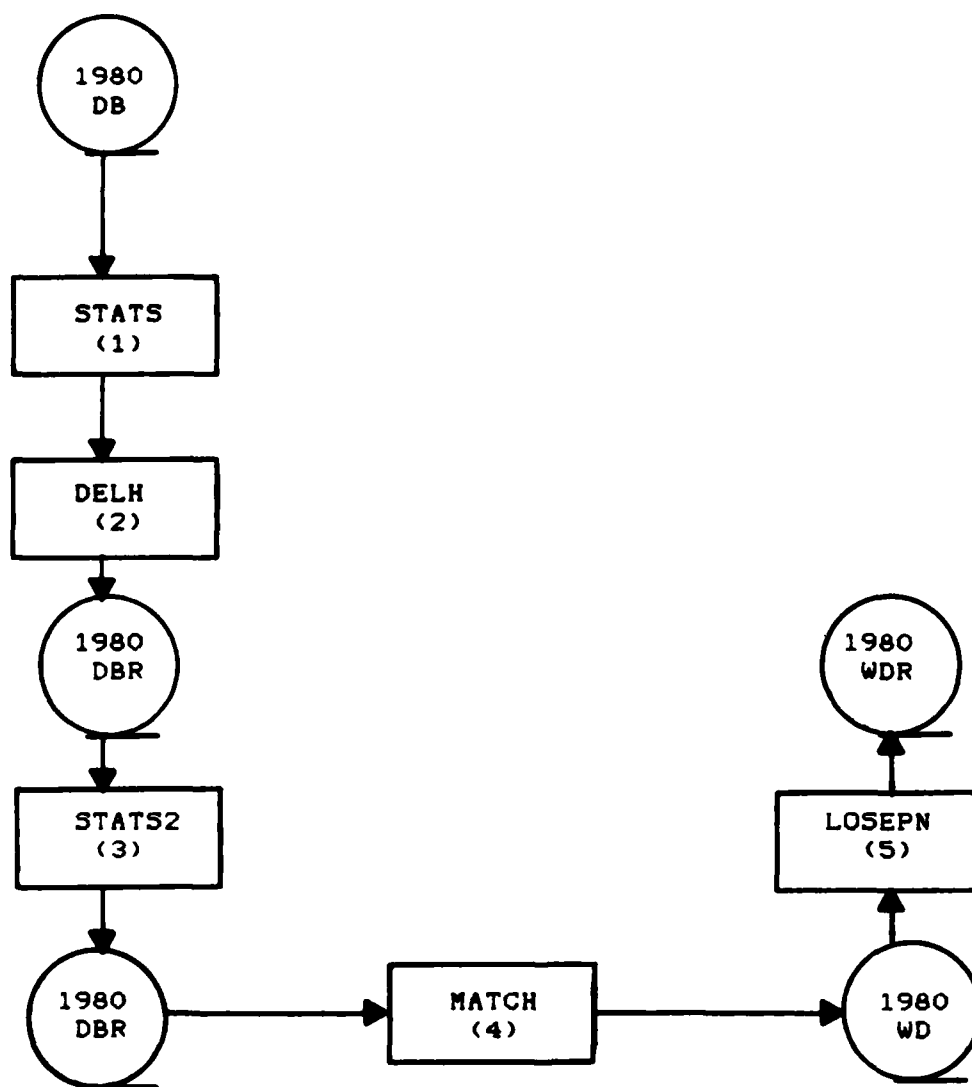 1980
DB
STATS
(1)
DELH
(2)
1980
DBR
STATS2
(3)
1980
DBR
MATCH
(4)
1980
WD
LOSEPN
(5)
1980
WDR